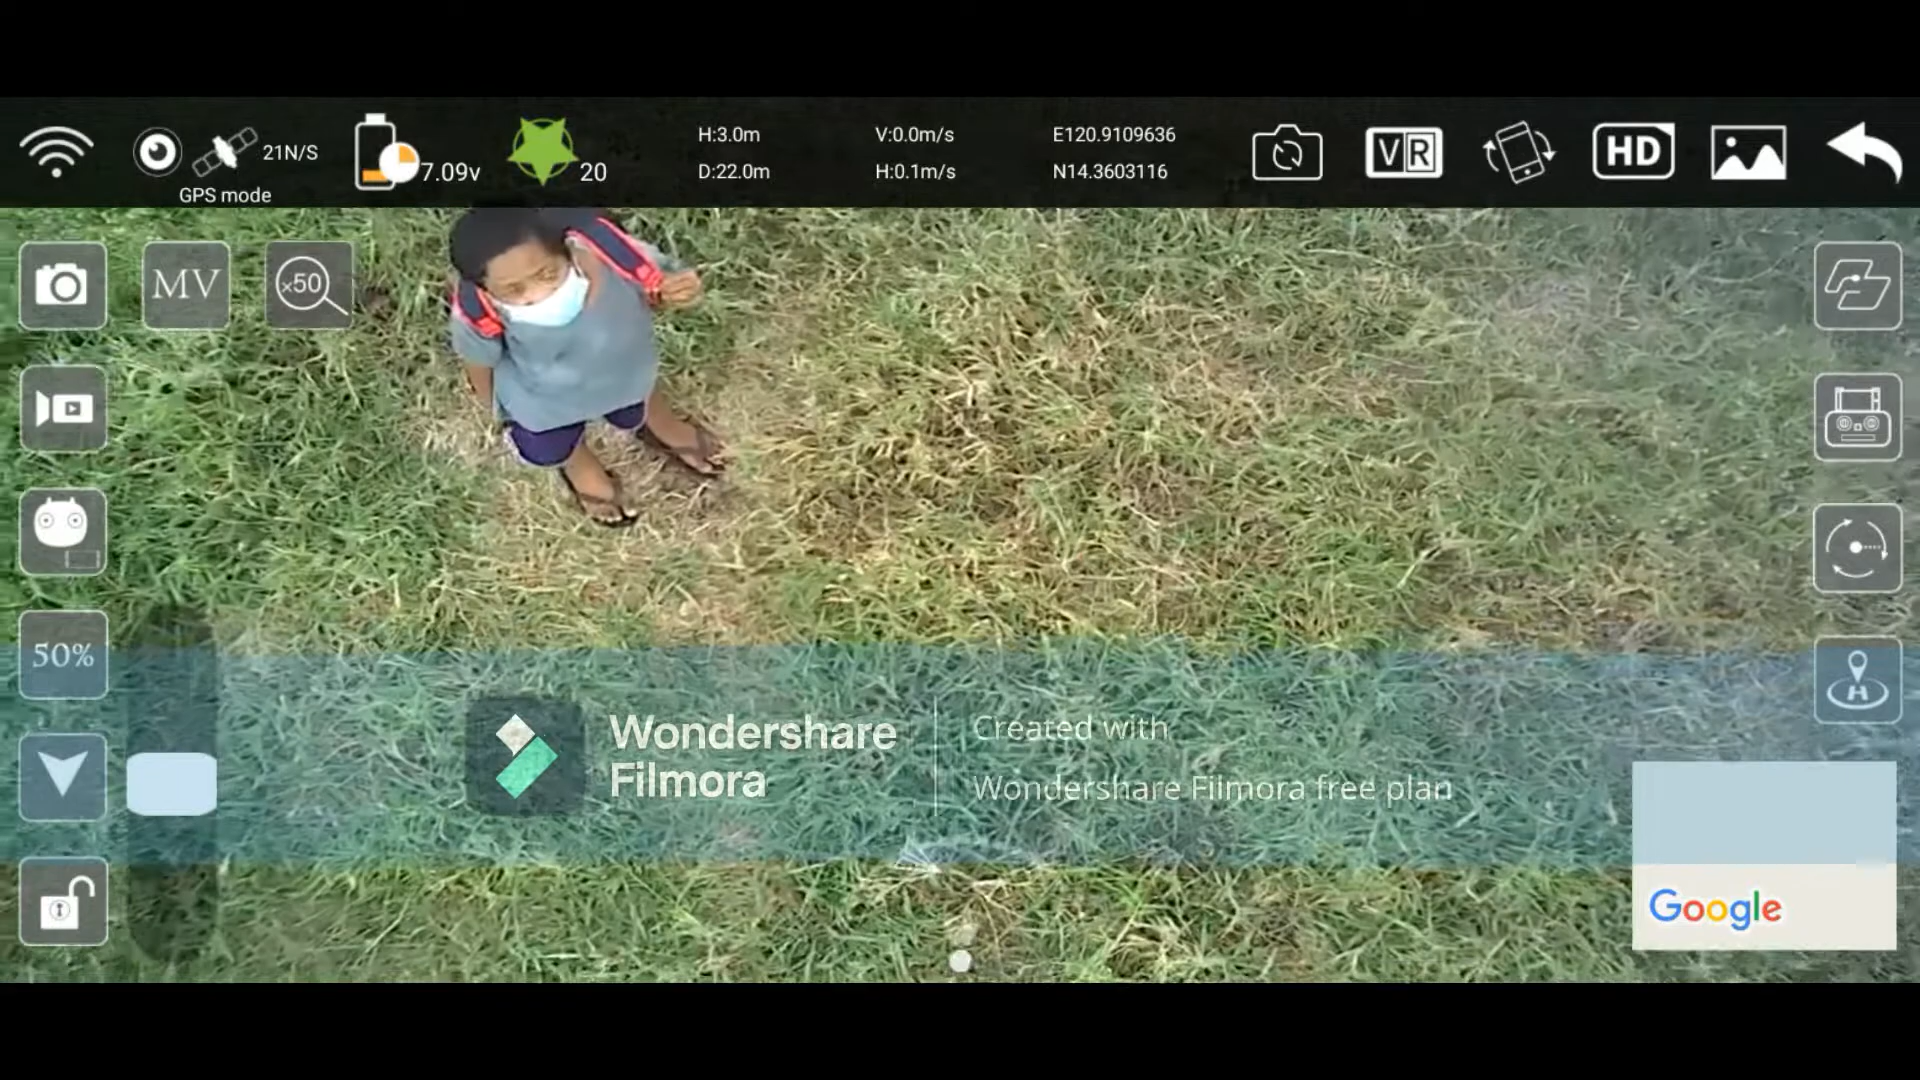 21N/S
GPS mode
7.09v
20
H:3.0m
D:22.0m
V:0.0m/s
H:0.1m/s
E120.9109636
N14.3603116
VR
HD
MV
×50
50%
H
Wondershare
Filmora
Created with
Wondershare Filmora free plan
Google